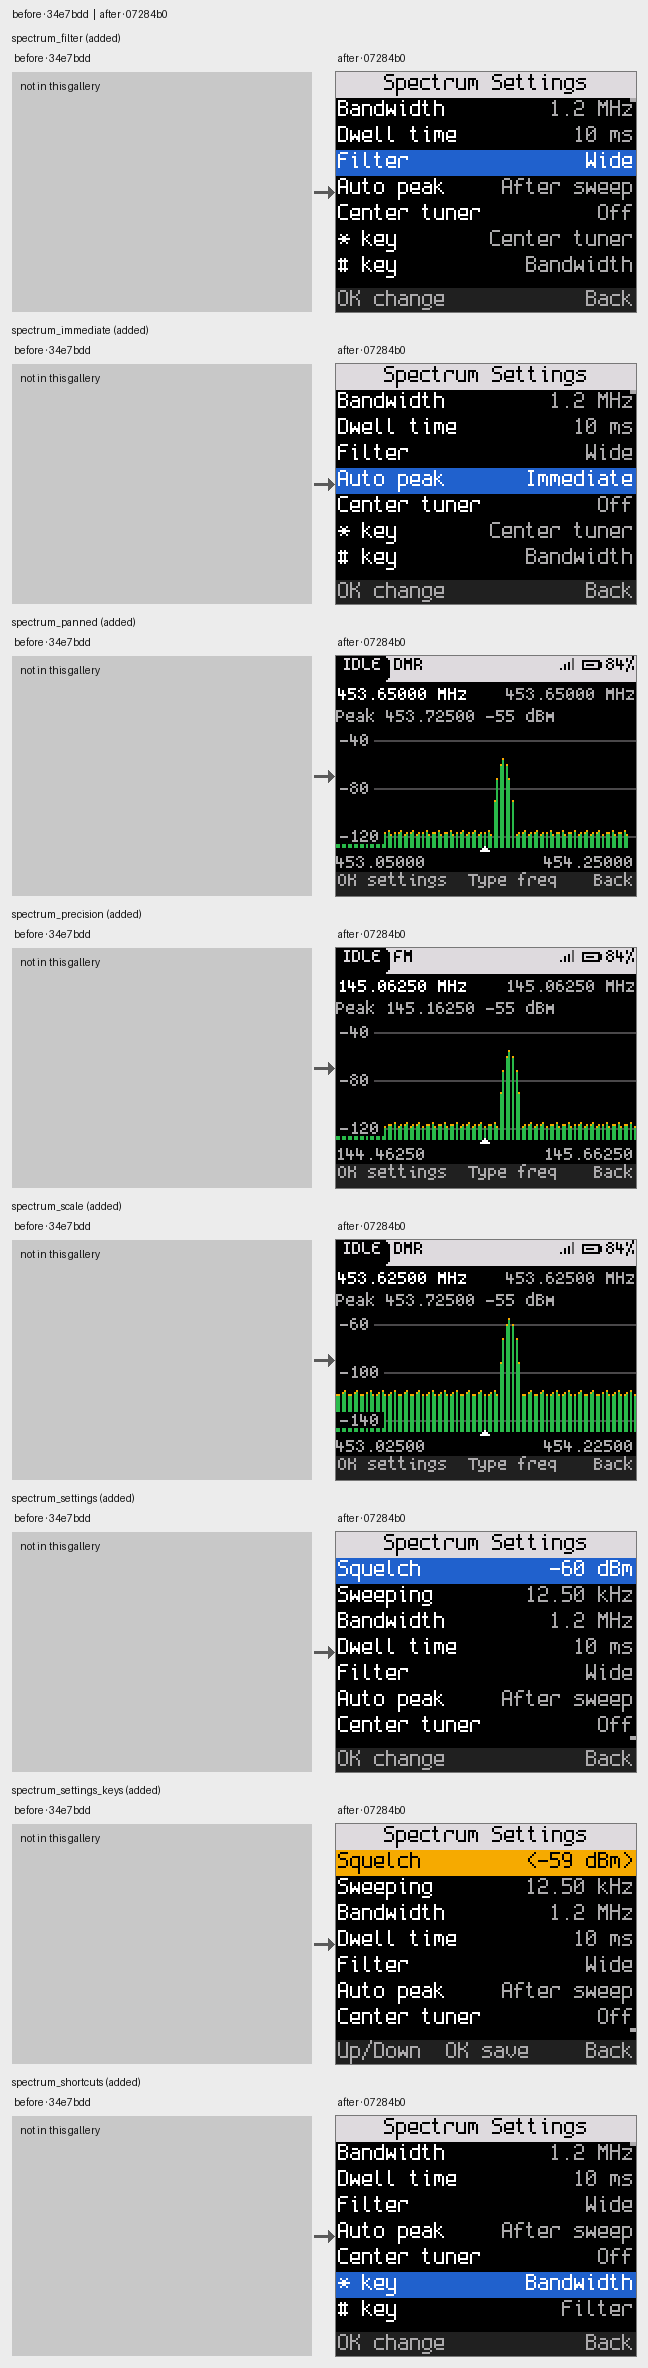 before · 34e7bdd | after · 07284b0
spectrum_filter (added)
before · 34e7bdd
after · 07284b0
not in this gallery
Spectrum Settings
Bandwidth 1.2 MHz
Dwell time 10 ms
Filter Wide
Auto peak After sweep
Center tuner Off
* key Center tuner
# key Bandwidth
OK change Back
spectrum_immediate (added)
before · 34e7bdd
after · 07284b0
not in this gallery
Spectrum Settings
Bandwidth 1.2 MHz
Dwell time 10 ms
Filter Wide
Auto peak Immediate
Center tuner Off
* key Center tuner
# key Bandwidth
OK change Back
spectrum_panned (added)
before · 34e7bdd
after · 07284b0
not in this gallery
IDLE DMR 84%
453.65000 MHz 453.65000 MHz
Peak 453.72500 -55 dBm
-40
-80
-120
453.05000 454.25000
OK settings Type freq Back
spectrum_precision (added)
before · 34e7bdd
after · 07284b0
not in this gallery
IDLE FM 84%
145.06250 MHz 145.06250 MHz
Peak 145.16250 -55 dBm
-40
-80
-120
144.46250 145.66250
OK settings Type freq Back
spectrum_scale (added)
before · 34e7bdd
after · 07284b0
not in this gallery
IDLE DMR 84%
453.62500 MHz 453.62500 MHz
Peak 453.72500 -55 dBm
-60
-100
-140
453.02500 454.22500
OK settings Type freq Back
spectrum_settings (added)
before · 34e7bdd
after · 07284b0
not in this gallery
Spectrum Settings
Squelch -60 dBm
Sweeping 12.50 kHz
Bandwidth 1.2 MHz
Dwell time 10 ms
Filter Wide
Auto peak After sweep
Center tuner Off
OK change Back
spectrum_settings_keys (added)
before · 34e7bdd
after · 07284b0
not in this gallery
Spectrum Settings
Squelch <-59 dBm>
Sweeping 12.50 kHz
Bandwidth 1.2 MHz
Dwell time 10 ms
Filter Wide
Auto peak After sweep
Center tuner Off
Up/Down OK save Back
spectrum_shortcuts (added)
before · 34e7bdd
after · 07284b0
not in this gallery
Spectrum Settings
Bandwidth 1.2 MHz
Dwell time 10 ms
Filter Wide
Auto peak After sweep
Center tuner Off
* key Bandwidth
# key Filter
OK change Back